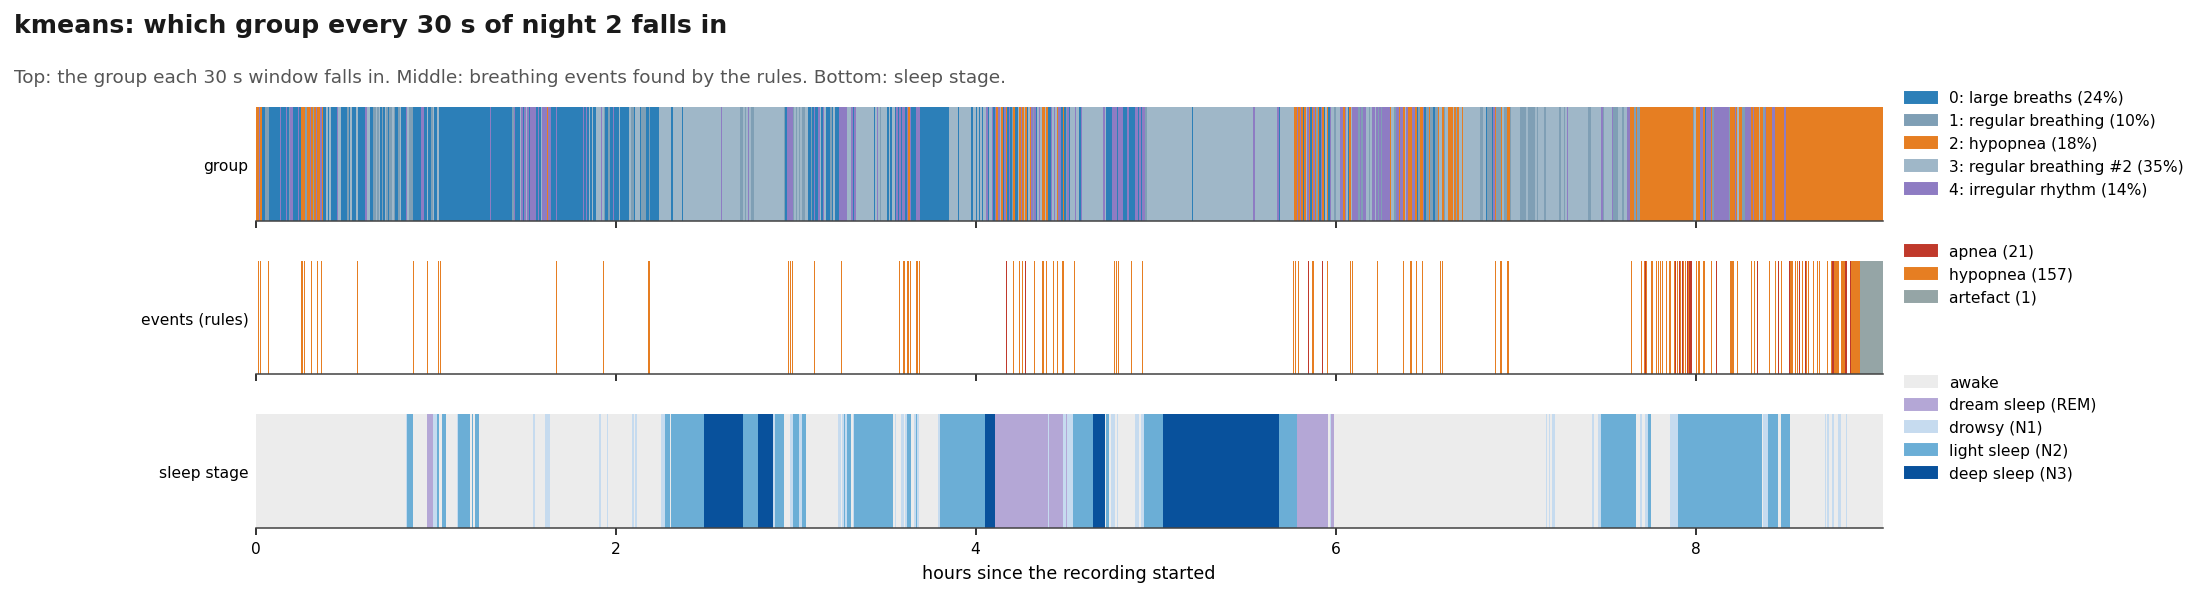 kmeans: which group every 30 s of night 2 falls in
Top: the group each 30 s window falls in. Middle: breathing events found by the rules. Bottom: sleep stage.
group
0: large breaths (24%)
1: regular breathing (10%)
2: hypopnea (18%)
3: regular breathing #2 (35%)
4: irregular rhythm (14%)
events (rules)
apnea (21)
hypopnea (157)
artefact (1)
sleep stage
awake
dream sleep (REM)
drowsy (N1)
light sleep (N2)
deep sleep (N3)
0 2 4 6 8
hours since the recording started